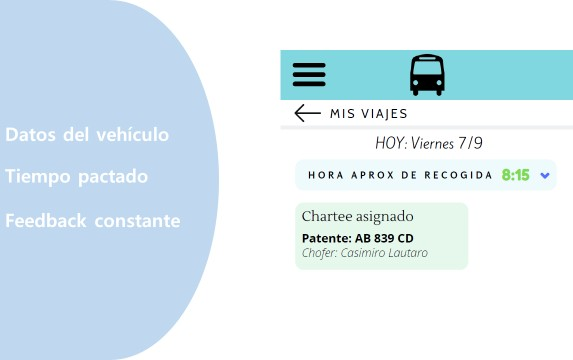 Datos del vehículo
Tiempo pactado
Feedback constante
MIS VIAJES
HOY: Viernes 7/9
HORA APROX DE RECOGIDA 8:15
Chartee asignado
Patente: AB 839 CD
Chofer: Casimiro Lautaro